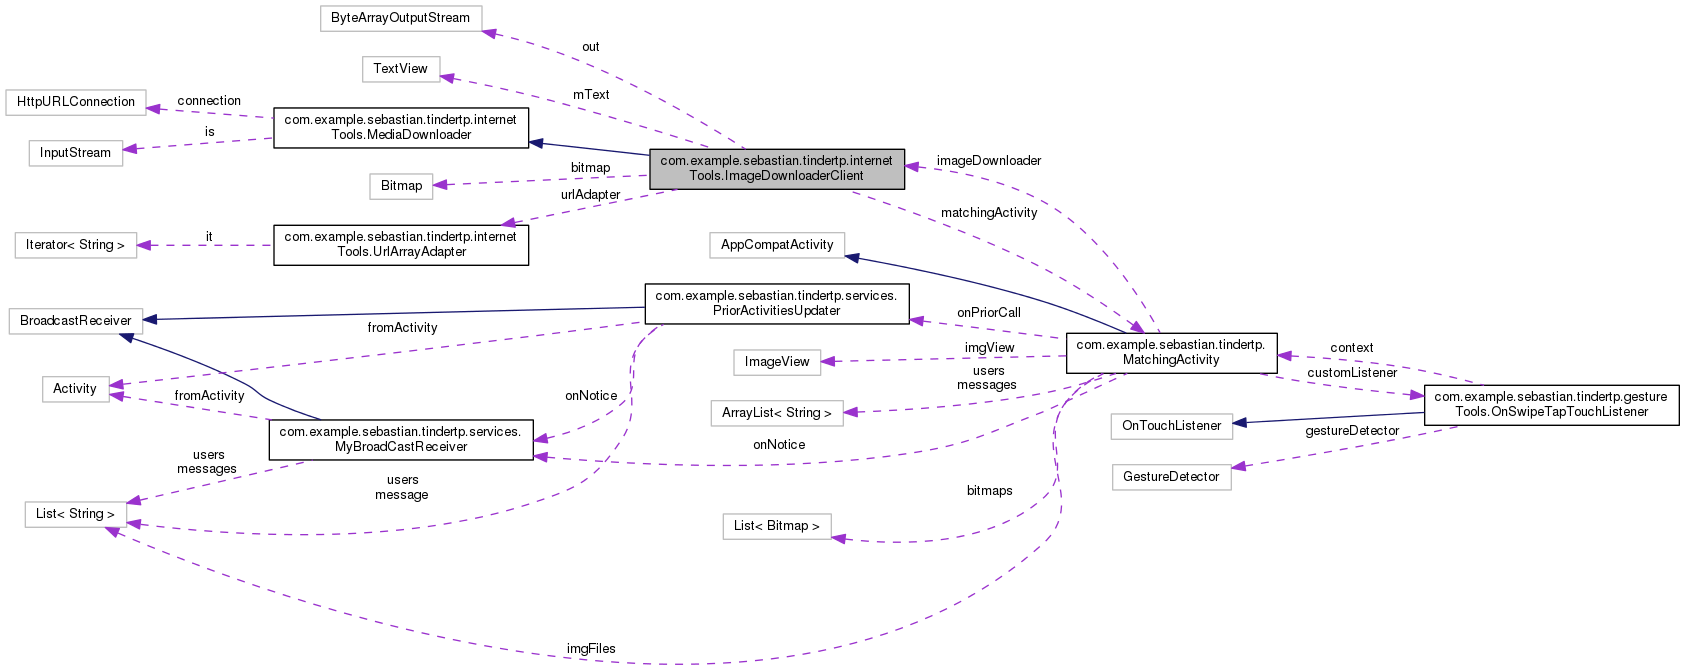 ByteArrayOutputStream
out
TextView
mText
HttpURLConnection
connection
com.example.sebastian.tindertp.internet
Tools.MediaDownloader
is
InputStream
com.example.sebastian.tindertp.internet
Tools.ImageDownloaderClient
imageDownloader
bitmap
Bitmap
urlAdapter
matchingActivity
com.example.sebastian.tindertp.internet
Tools.UrlArrayAdapter
it
Iterator< String >
AppCompatActivity
com.example.sebastian.tindertp.services.
PriorActivitiesUpdater
onPriorCall
BroadcastReceiver
fromActivity
com.example.sebastian.tindertp.
MatchingActivity
imgView
ImageView
context
customListener
users
messages
Activity
fromActivity
onNotice
ArrayList< String >
com.example.sebastian.tindertp.gesture
Tools.OnSwipeTapTouchListener
OnTouchListener
gestureDetector
com.example.sebastian.tindertp.services.
MyBroadCastReceiver
onNotice
users
messages
GestureDetector
users
message
bitmaps
List< String >
List< Bitmap >
imgFiles